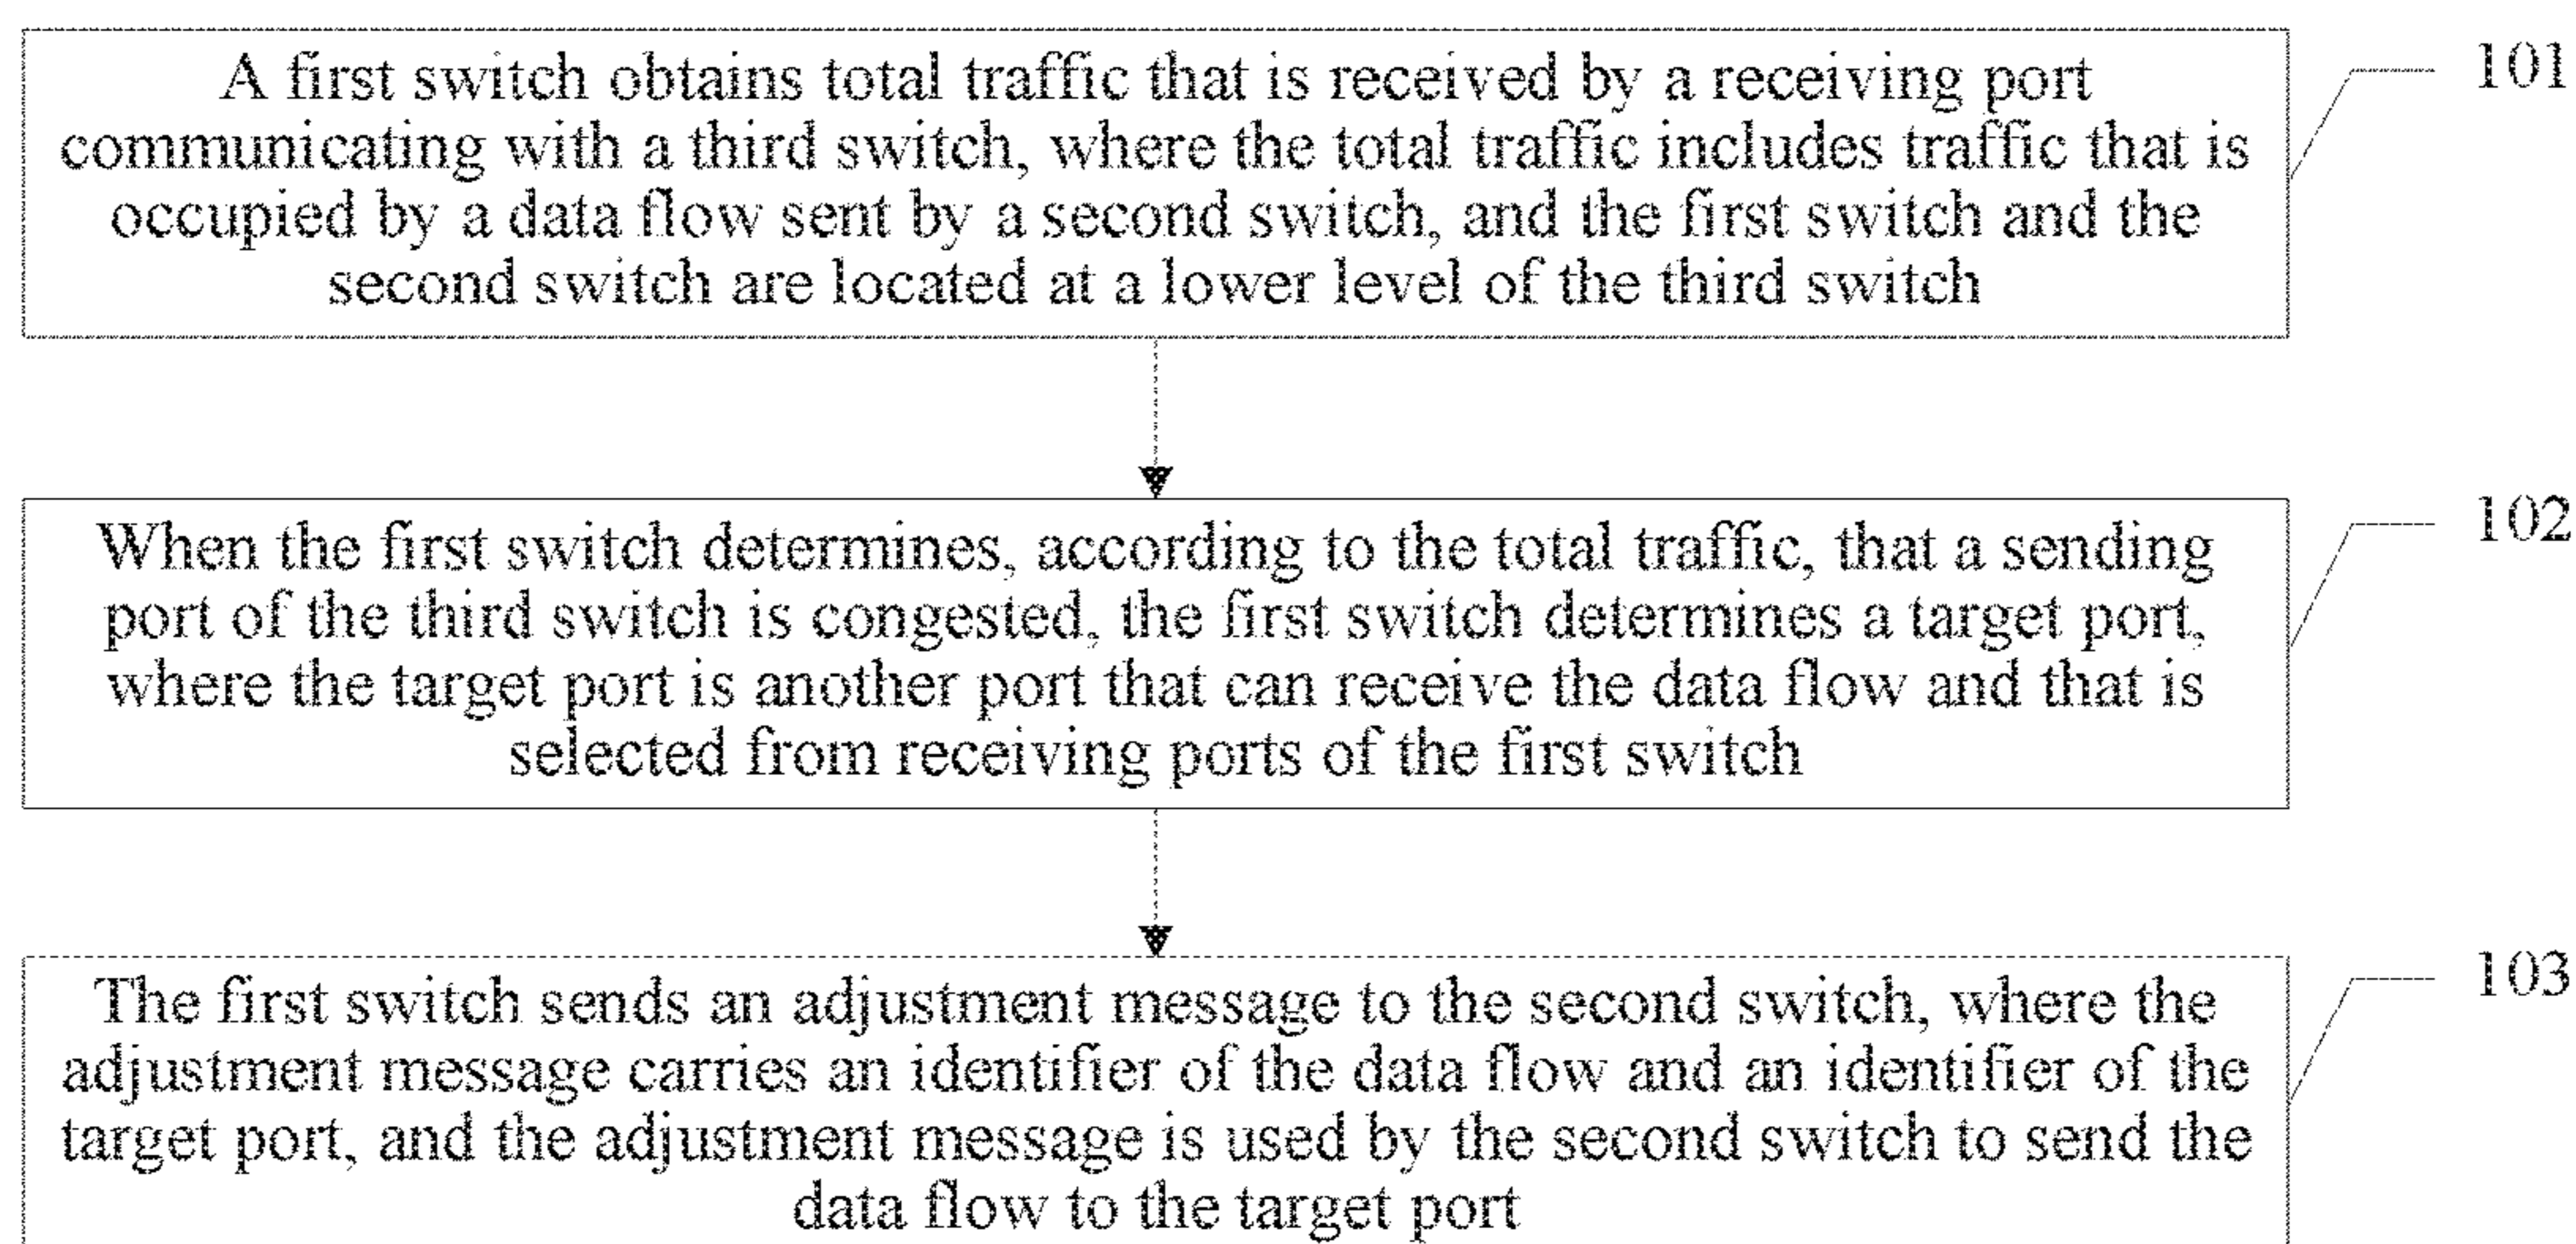 A first switch obtains total traffic that is received by a receiving port
communicating with a third switch, where the total traffic includes traffic that is
occupied by a data flow sent by a second switch, and the first switch and the
second switch are located at a lower level of the third switch
101
When the first switch determines, according to the total traffic, that a sending
port of the third switch is congested, the first switch determines a target port,
where the target port is another port that can receive the data flow and that is
selected from receiving ports of the first switch
102
The first switch sends an adjustment message to the second switch, where the
adjustment message carries an identifier of the data flow and an identifier of the
target port, and the adjustment message is used by the second switch to send the
data flow to the target port
103